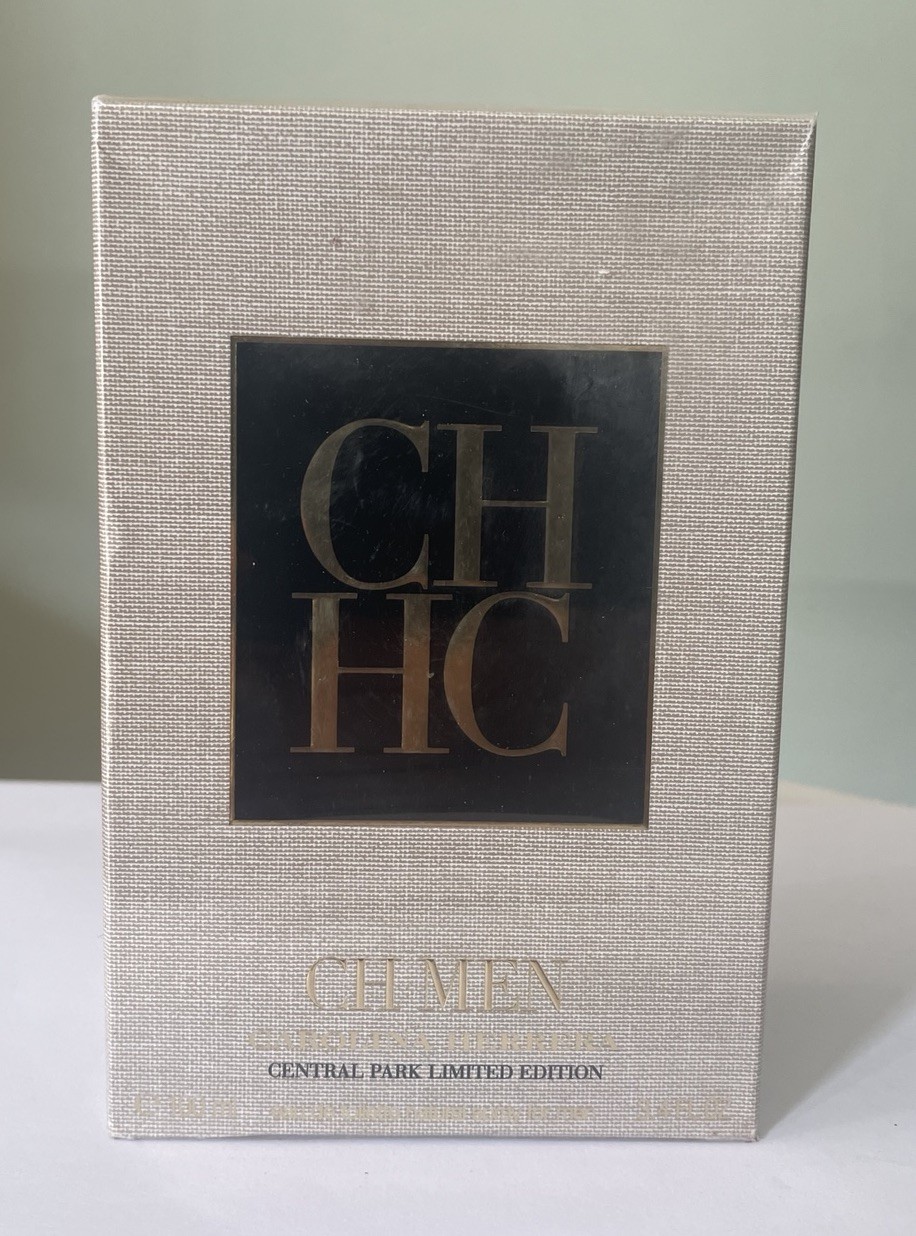 CH
HC
CH MEN
CAROLINA HERRERA
CENTRAL PARK LIMITED EDITION